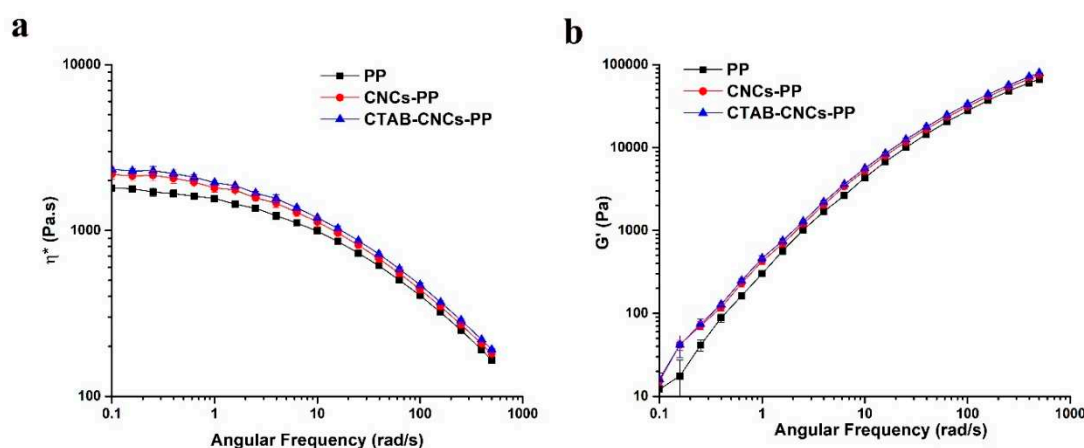 a
10000
1000
100
η* (Pa.s)
PP
CNCs-PP
CTAB-CNCs-PP
0.1 1 10 100 1000
Angular Frequency (rad/s)
b
100000
10000
1000
100
10
G' (Pa)
PP
CNCs-PP
CTAB-CNCs-PP
0.1 1 10 100 1000
Angular Frequency (rad/s)